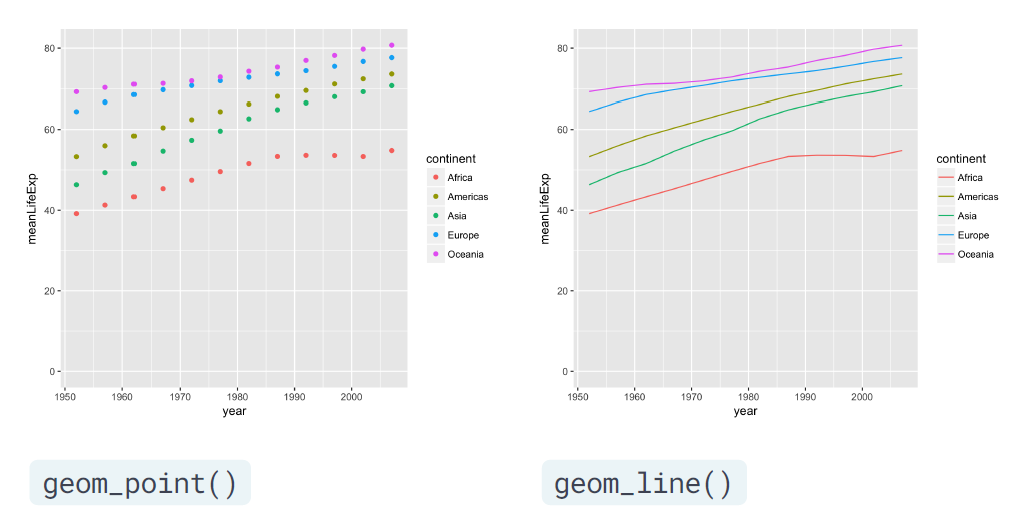 80
60
40
20
0
meanLifeExp
1950
1960
1970
1980
1990
2000
year
continent
Africa
Americas
Asia
Europe
Oceania
geom_point()
80
60
40
20
0
meanLifeExp
1950
1960
1970
1980
1990
2000
year
continent
Africa
Americas
Asia
Europe
Oceania
geom_line()